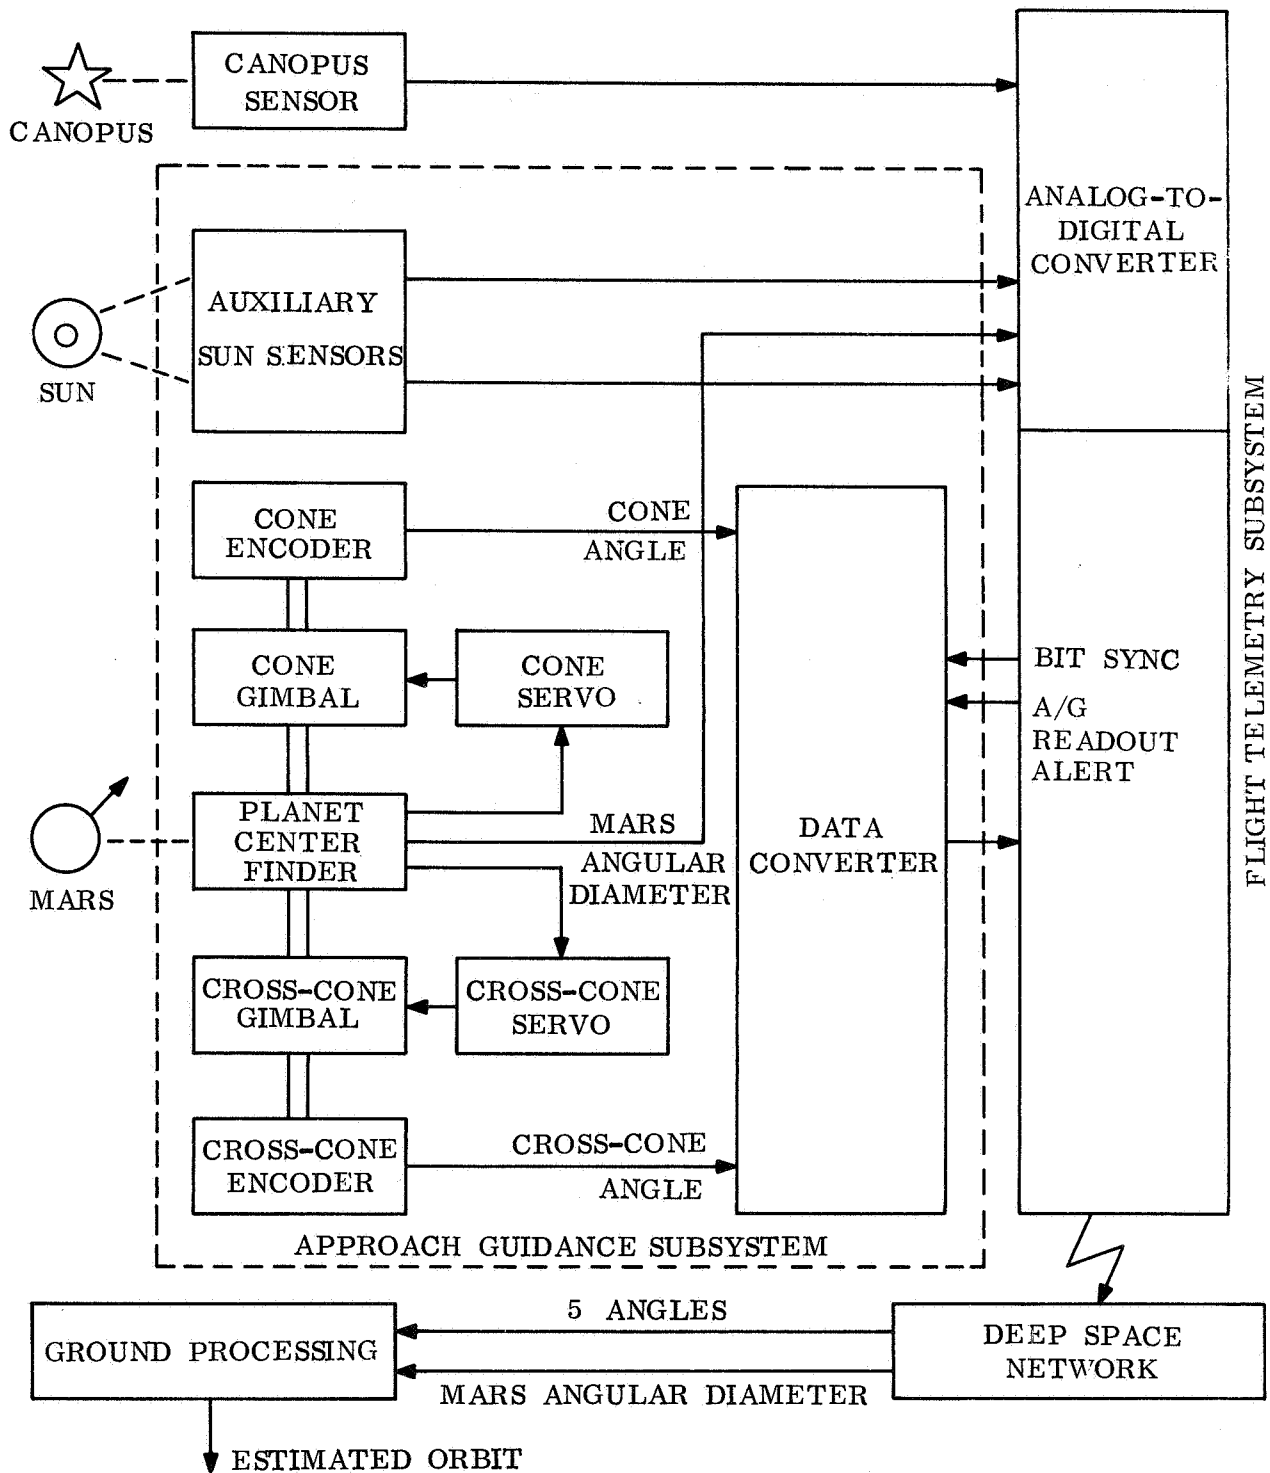 CANOPUS
SENSOR
CANOPUS
ANALOG-TO-
DIGITAL
CONVERTER
AUXILIARY
SUN SENSORS
SUN
FLIGHT TELEMETRY SUBSYSTEM
CONE
ENCODER
CONE
ANGLE
CONE
GIMBAL
CONE
SERVO
BIT SYNC
A/G
READOUT
ALERT
PLANET
CENTER
FINDER
MARS
ANGULAR
DIAMETER
DATA
CONVERTER
MARS
CROSS-CONE
GIMBAL
CROSS-CONE
SERVO
CROSS-CONE
ENCODER
CROSS-CONE
ANGLE
APPROACH GUIDANCE SUBSYSTEM
5 ANGLES
GROUND PROCESSING
DEEP SPACE
NETWORK
MARS ANGULAR DIAMETER
ESTIMATED ORBIT